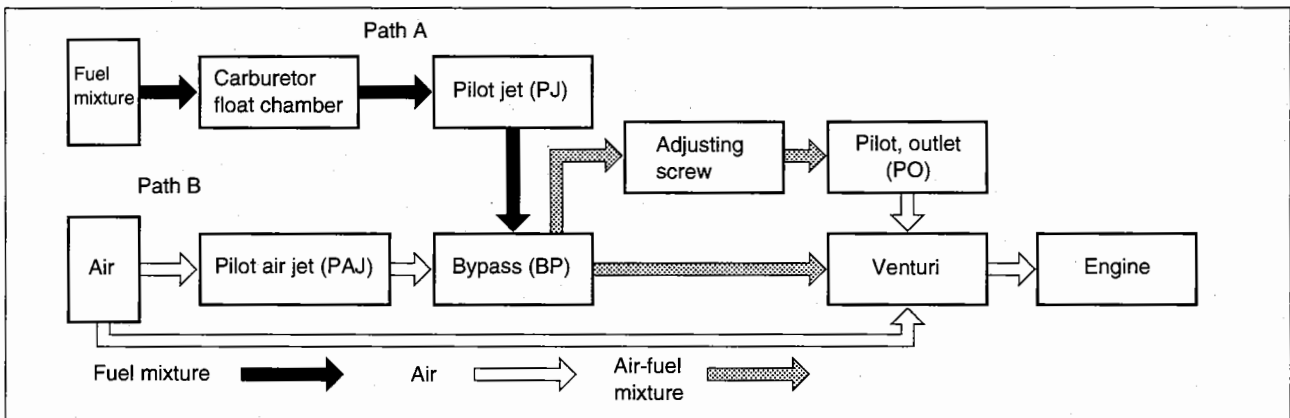 Path A
Fuel
mixture
Carburetor
float chamber
Pilot jet (PJ)
Adjusting
screw
Pilot, outlet
(PO)
Path B
Air
Pilot air jet (PAJ)
Bypass (BP)
Venturi
Engine
Fuel mixture
Air
Air-fuel
mixture